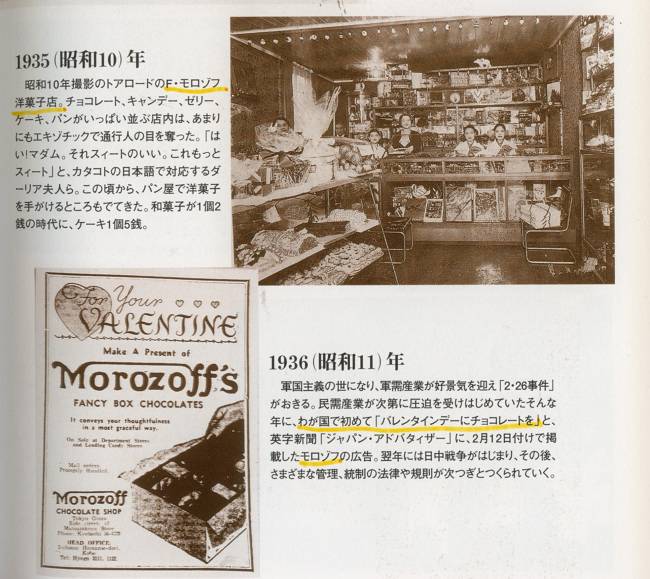 1935(昭和10)年
昭和10年撮影のトアロードのF・モロゾフ
洋菓子店。チョコレート、キャンデー、ゼリー、
ケーキ、パンがいっぱい並ぶ店内は、あまり
にもエキゾチックで通行人の目を奪った。「は
い!マダム。それスィートのいい。これもっと
スィート」と、カタコトの日本語で対応するダ
ーリア夫人ら。この頃から、パン屋で洋菓子
を手がけるところもでてきた。和菓子が1個2
銭の時代に、ケーキ1個5銭。
For Your
VALENTINE
Make A Present of
Morozoff's
FANCY BOX CHOCOLATES
It conveys your thoughtfulness
in a most graceful way.
On Sale at Department Stores
and Leading Candy Stores
Mail orders
Promptly Handled.
Morozoff
CHOCOLATE SHOP
Tokyo
Phone:
HEAD OFFICE:
Kobe
Tel: Hyogo
1936(昭和11)年
軍国主義の世になり、軍需産業が好景気を迎え「2・26事件」
がおきる。民需産業が次第に圧迫を受けはじめていたそんな
年に、わが国で初めて「バレンタインデーにチョコレートを」と、
英字新聞「ジャパン・アドバタイザー」に、2月12日付けで掲
載したモロゾフの広告。翌年には日中戦争がはじまり、その後、
さまざまな管理、統制の法律や規則が次つぎとつくられていく。